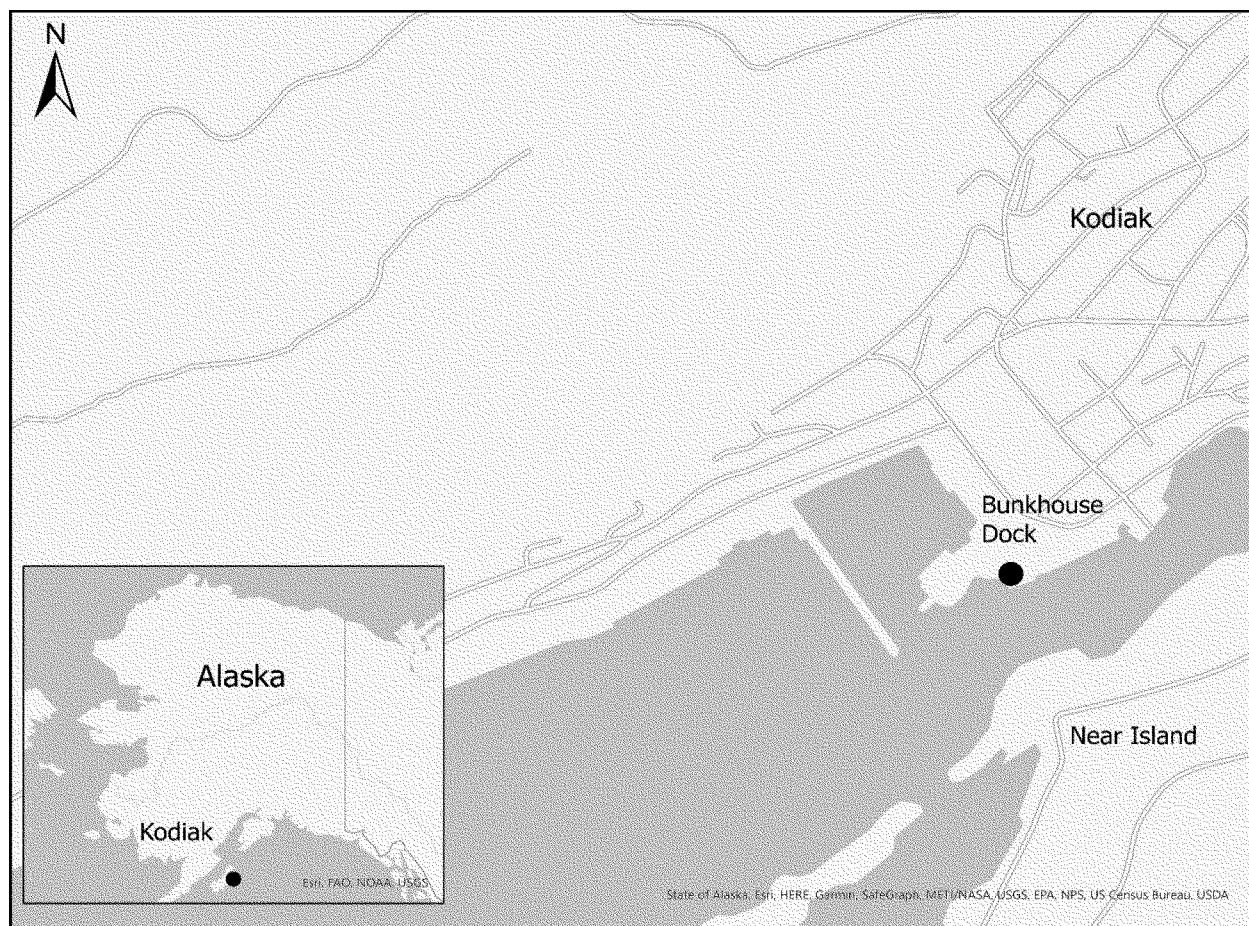 N
Kodiak
Bunkhouse
Dock
Alaska
Near Island
Kodiak
Esri, FAO, NOAA, USGS
State of Alaska, Esri, HERE, Garmin, SafeGraph, METI/NASA, USGS, EPA, NPS, US Census Bureau, USDA